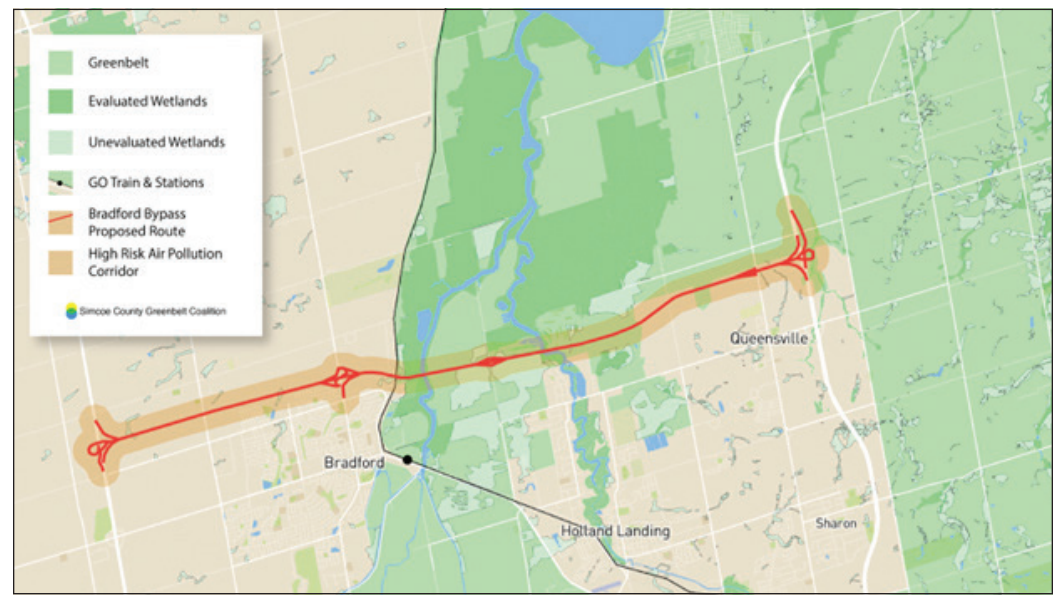 Greenbelt
Evaluated Wetlands
Unevaluated Wetlands
GO Train & Stations
Bradford Bypass
Proposed Route
High Risk Air Pollution
Corridor
Simcoe County Greenbelt Coalition
Queensville
Bradford
Holland Landing
Sharon